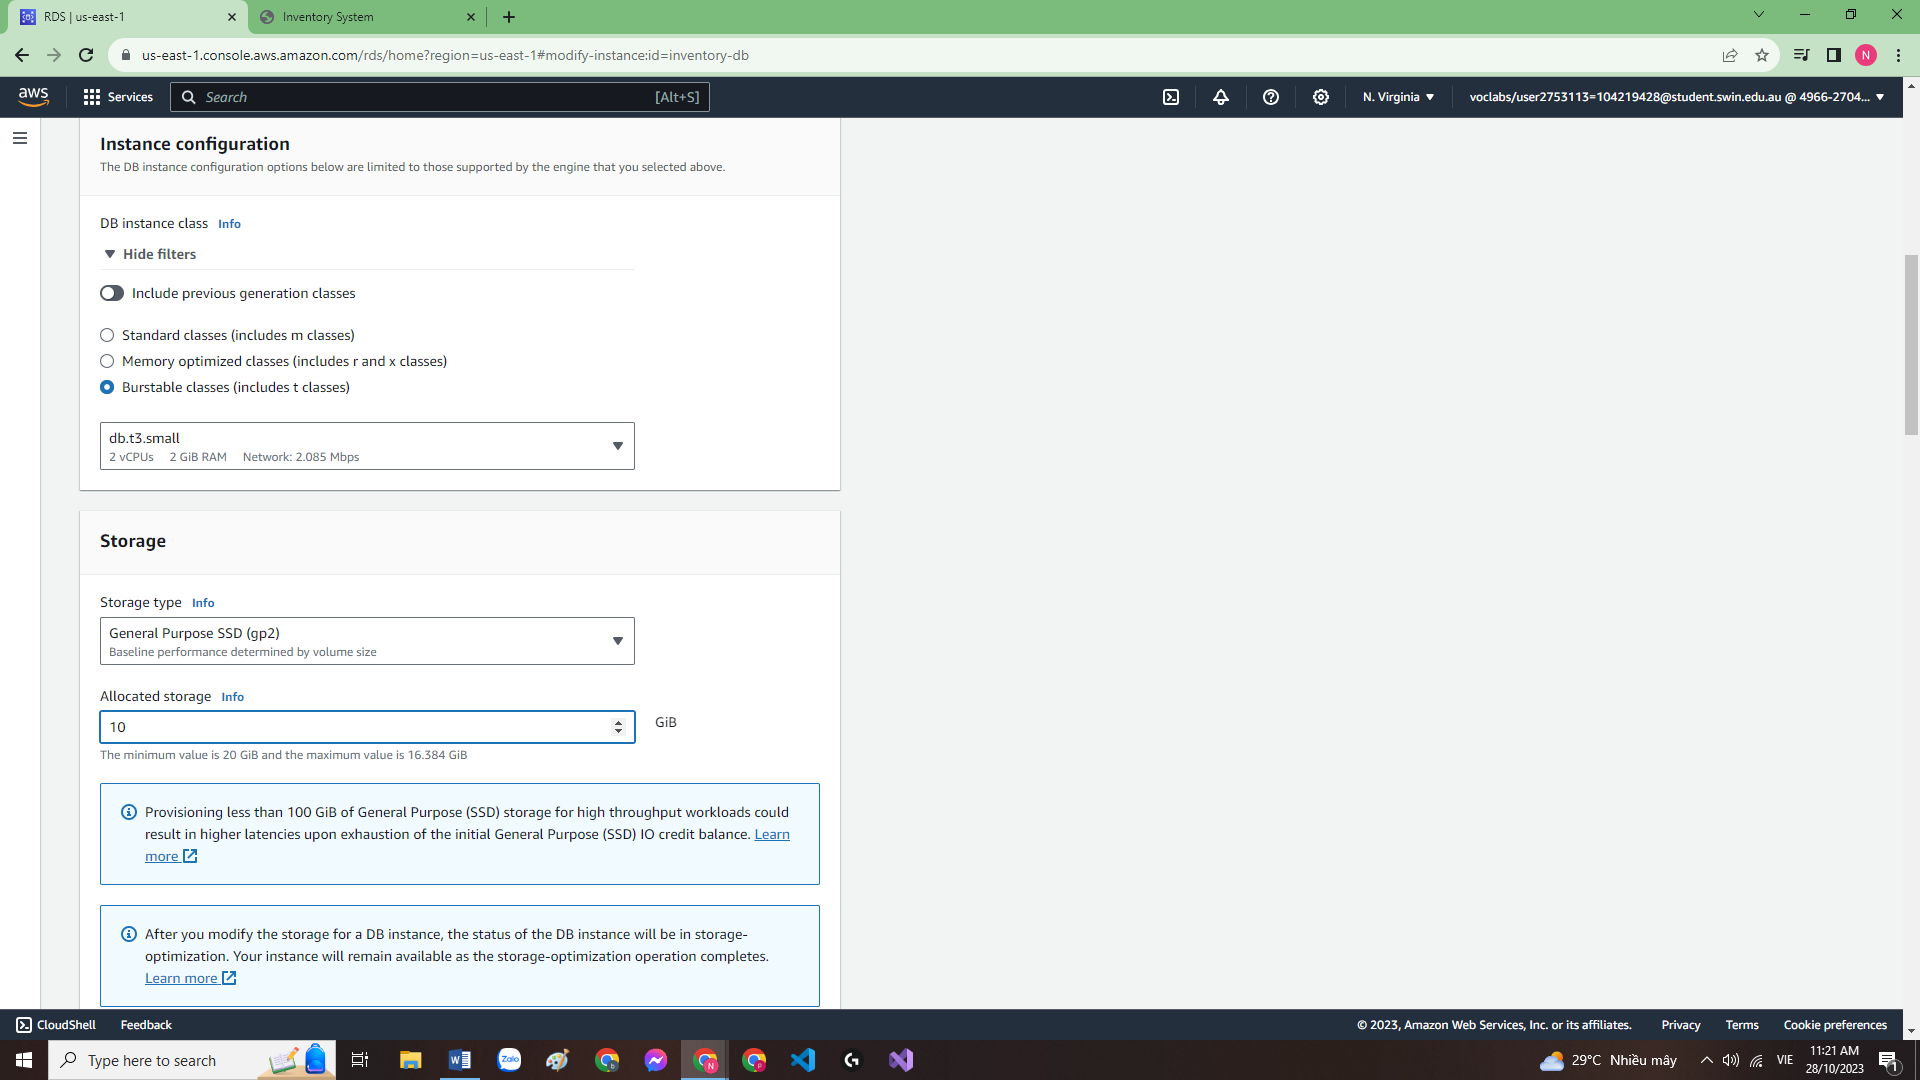 RDS | us-east-1
Inventory System
us-east-1.console.aws.amazon.com/rds/home?region=us-east-1#modify-instance:id=inventory-db
N
aws
Services
Search
[Alt+S]
N. Virginia
voclabs/user2753113=104219428@student.swin.edu.au @ 4966-2704...
Instance configuration
The DB instance configuration options below are limited to those supported by the engine that you selected above.
DB instance class Info
Hide filters
Include previous generation classes
Standard classes (includes m classes)
Memory optimized classes (includes r and x classes)
Burstable classes (includes t classes)
db.t3.small
2 vCPUs 2 GiB RAM Network: 2.085 Mbps
Storage
Storage type Info
General Purpose SSD (gp2)
Baseline performance determined by volume size
Allocated storage Info
10
GiB
The minimum value is 20 GiB and the maximum value is 16.384 GiB
Provisioning less than 100 GiB of General Purpose (SSD) storage for high throughput workloads could
result in higher latencies upon exhaustion of the initial General Purpose (SSD) IO credit balance. Learn
more
After you modify the storage for a DB instance, the status of the DB instance will be in storage-
optimization. Your instance will remain available as the storage-optimization operation completes.
Learn more
CloudShell
Feedback
© 2023, Amazon Web Services, Inc. or its affiliates.
Privacy
Terms
Cookie preferences
Type here to search
Zalo
29°C Nhiều mây
VIE
11:21 AM
28/10/2023
1